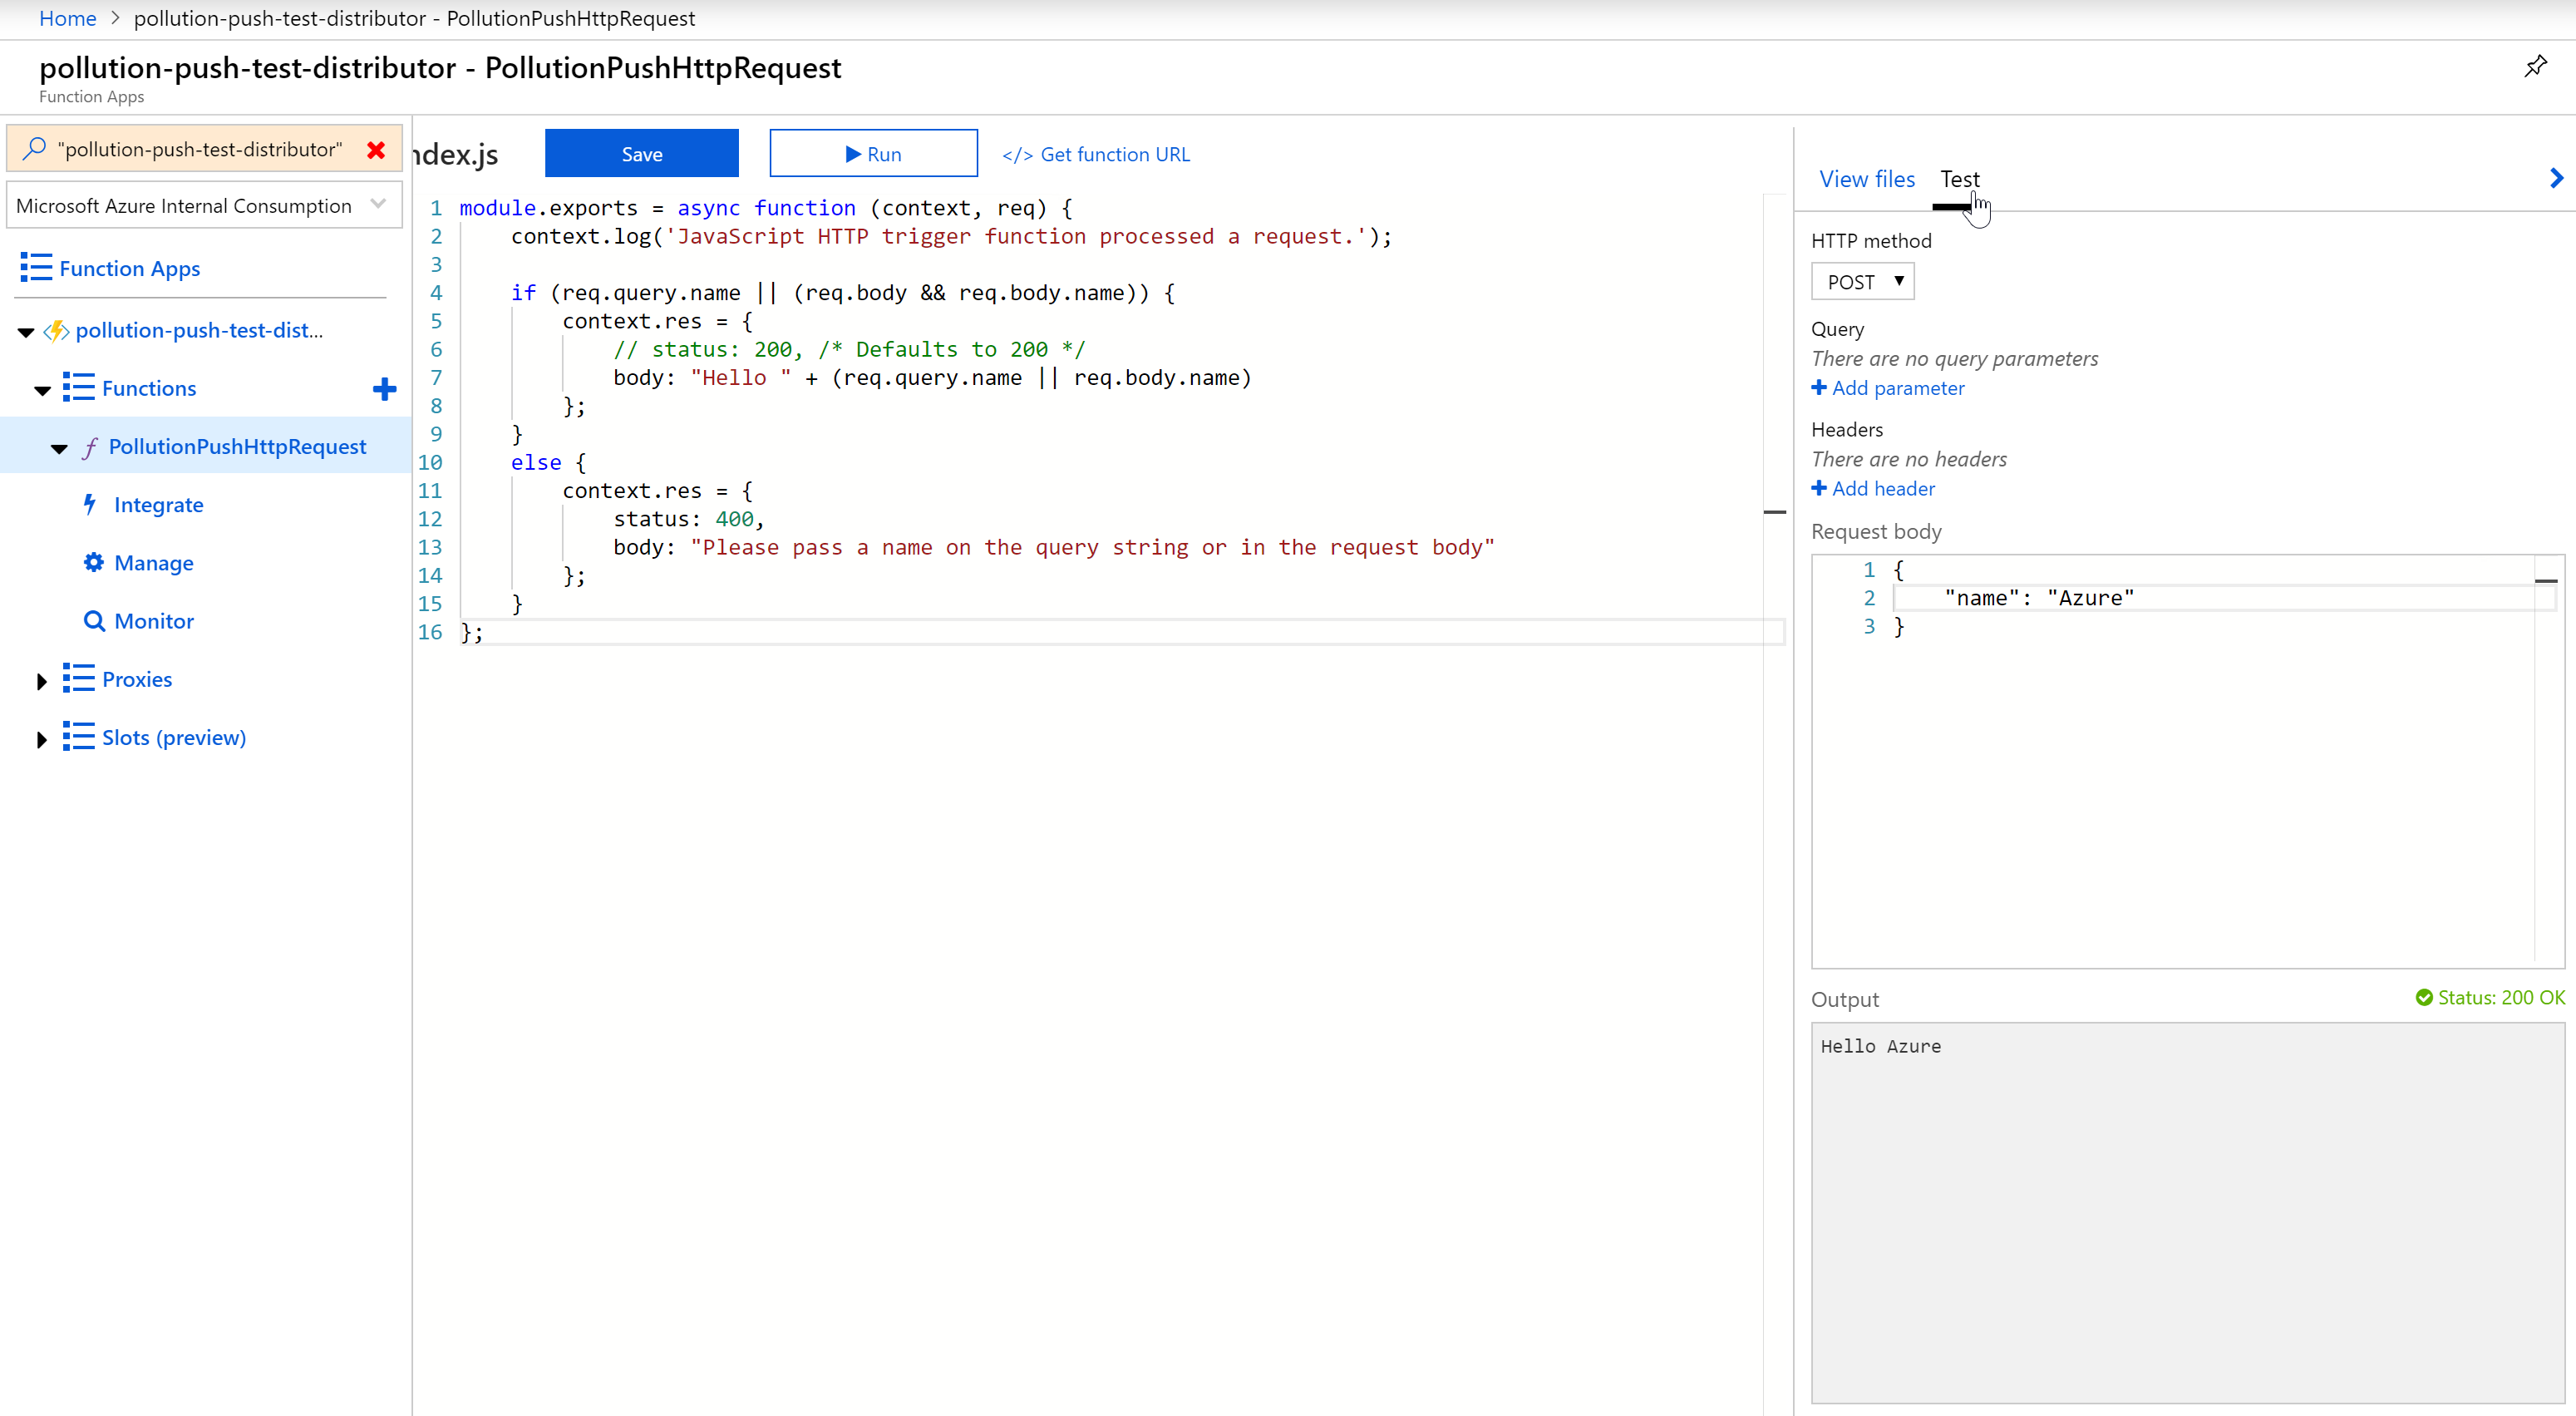 Home > pollution-push-test-distributor - PollutionPushHttpRequest
pollution-push-test-distributor - PollutionPushHttpRequest
Function Apps
"pollution-push-test-distributor"
Microsoft Azure Internal Consumption
Function Apps
pollution-push-test-dist...
Functions
PollutionPushHttpRequest
Integrate
Manage
Monitor
Proxies
Slots (preview)
ndex.js Save Run </> Get function URL
1 module.exports = async function (context, req) {
2     context.log('JavaScript HTTP trigger function processed a request.');
3
4     if (req.query.name || (req.body && req.body.name)) {
5         context.res = {
6             // status: 200, /* Defaults to 200 */
7             body: "Hello " + (req.query.name || req.body.name)
8         };
9     }
10     else {
11         context.res = {
12             status: 400,
13             body: "Please pass a name on the query string or in the request body"
14         };
15     }
16 };
View files Test
HTTP method
POST
Query
There are no query parameters
Add parameter
Headers
There are no headers
Add header
Request body
1 {
2     "name": "Azure"
3 }
Output Status: 200 OK
Hello Azure